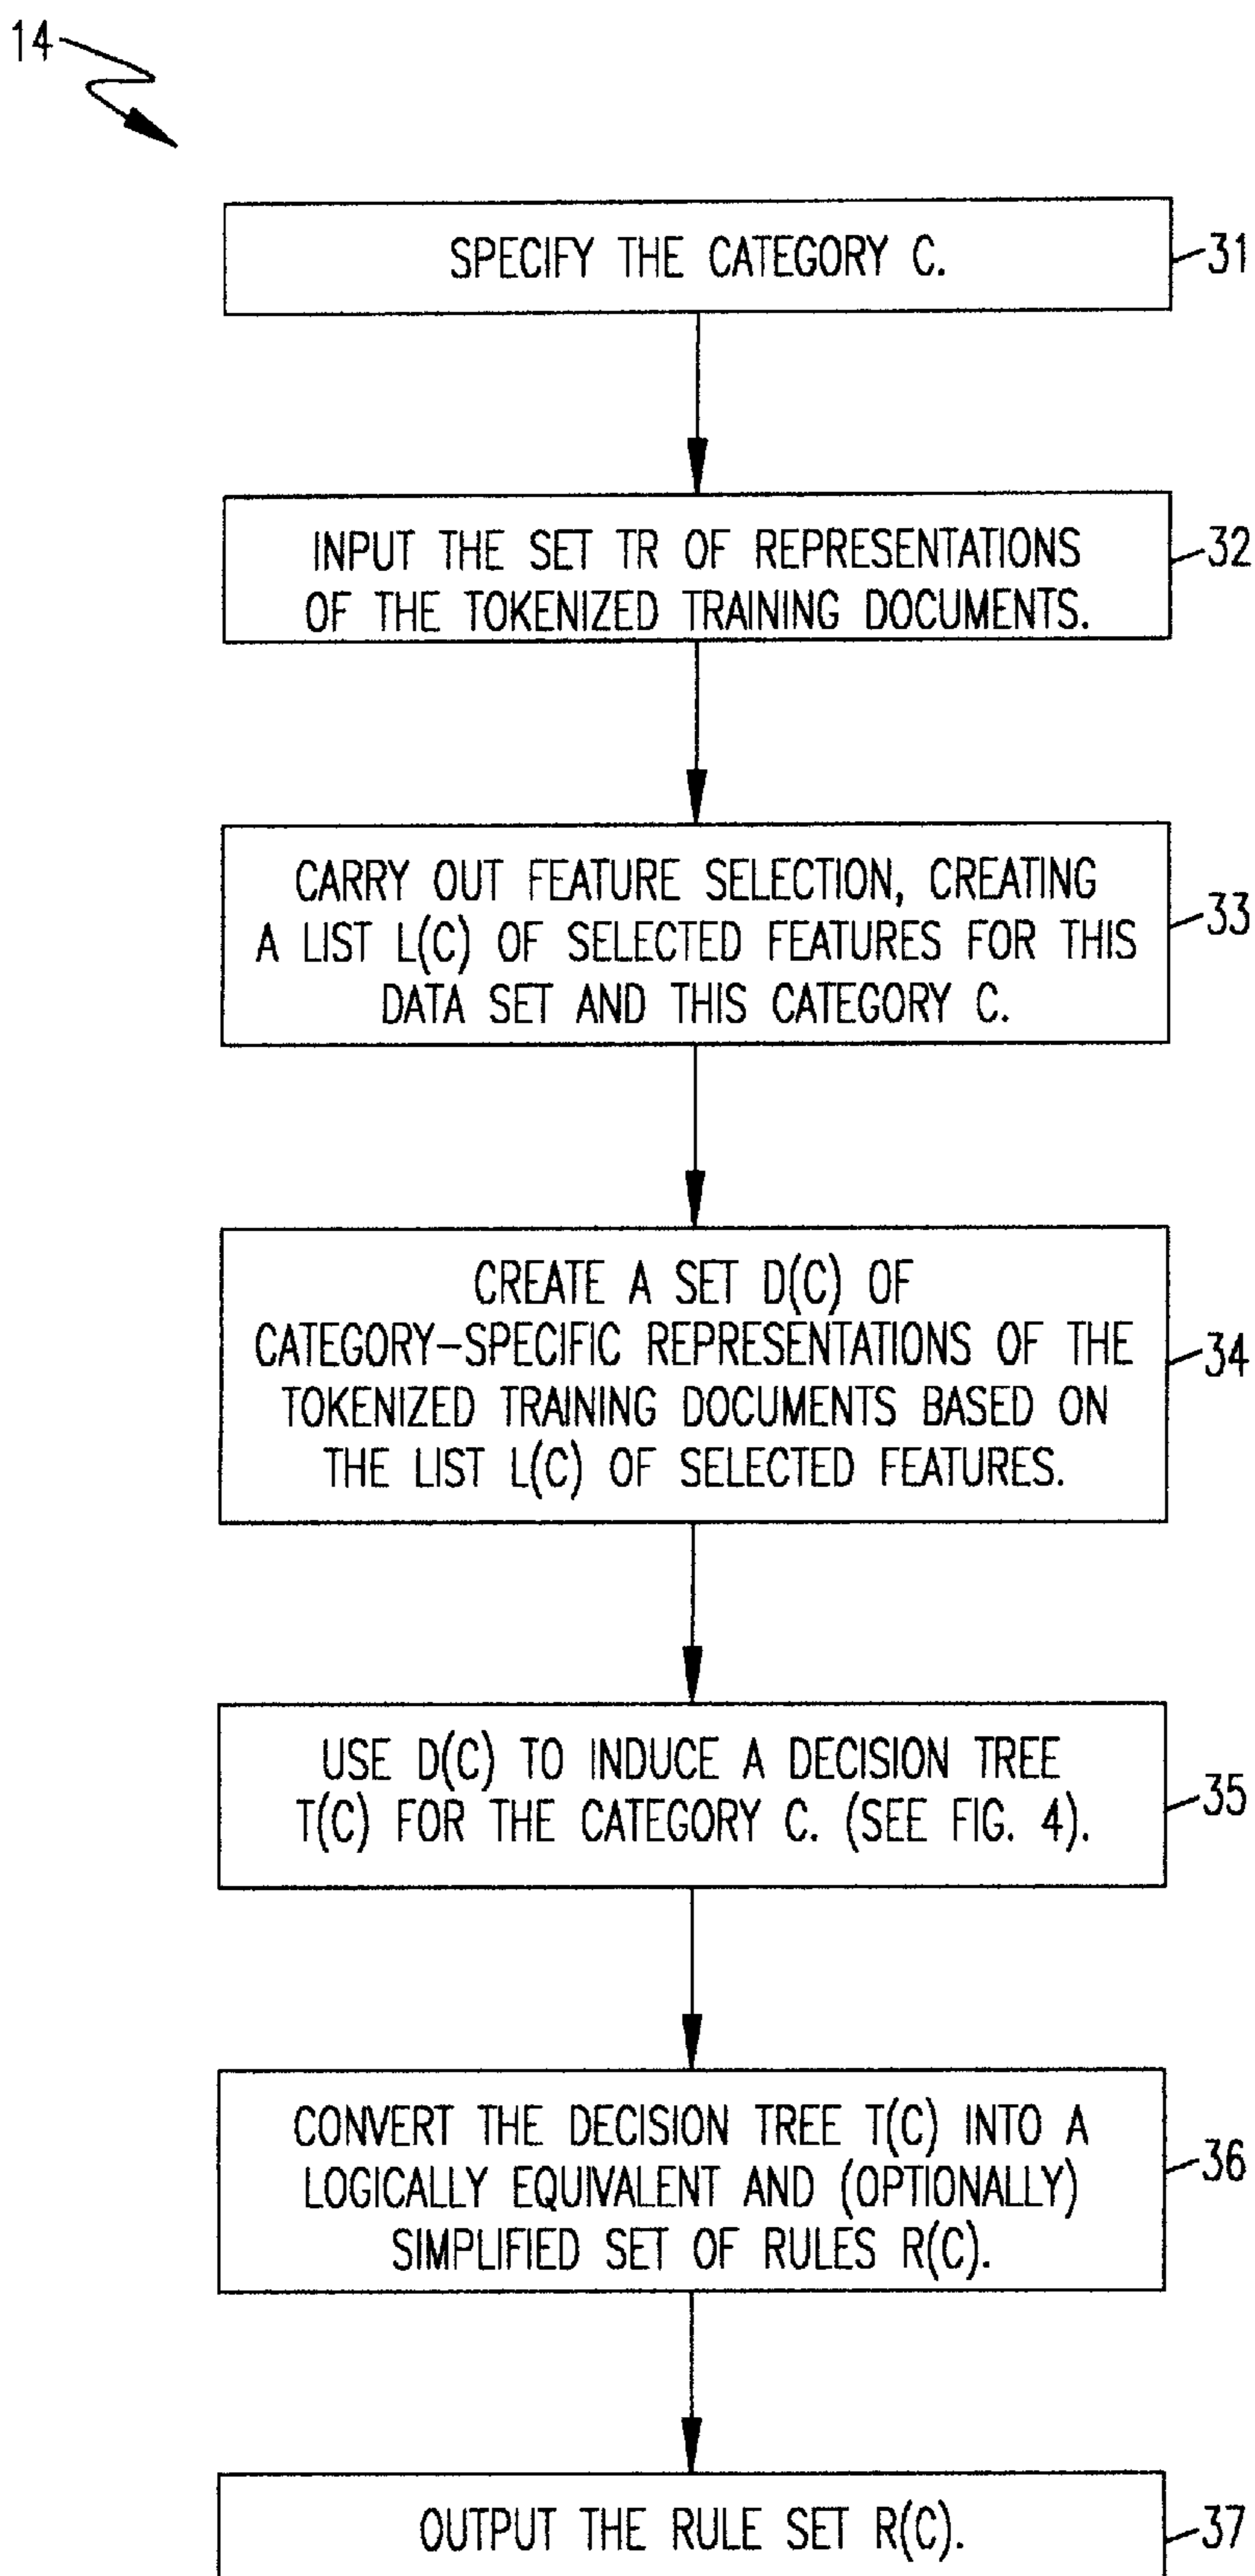 14
SPECIFY THE CATEGORY C.
31
INPUT THE SET TR OF REPRESENTATIONS
OF THE TOKENIZED TRAINING DOCUMENTS.
32
CARRY OUT FEATURE SELECTION, CREATING
A LIST L(C) OF SELECTED FEATURES FOR THIS
DATA SET AND THIS CATEGORY C.
33
CREATE A SET D(C) OF
CATEGORY-SPECIFIC REPRESENTATIONS OF THE
TOKENIZED TRAINING DOCUMENTS BASED ON
THE LIST L(C) OF SELECTED FEATURES.
34
USE D(C) TO INDUCE A DECISION TREE
T(C) FOR THE CATEGORY C. (SEE FIG. 4).
35
CONVERT THE DECISION TREE T(C) INTO A
LOGICALLY EQUIVALENT AND (OPTIONALLY)
SIMPLIFIED SET OF RULES R(C).
36
OUTPUT THE RULE SET R(C).
37